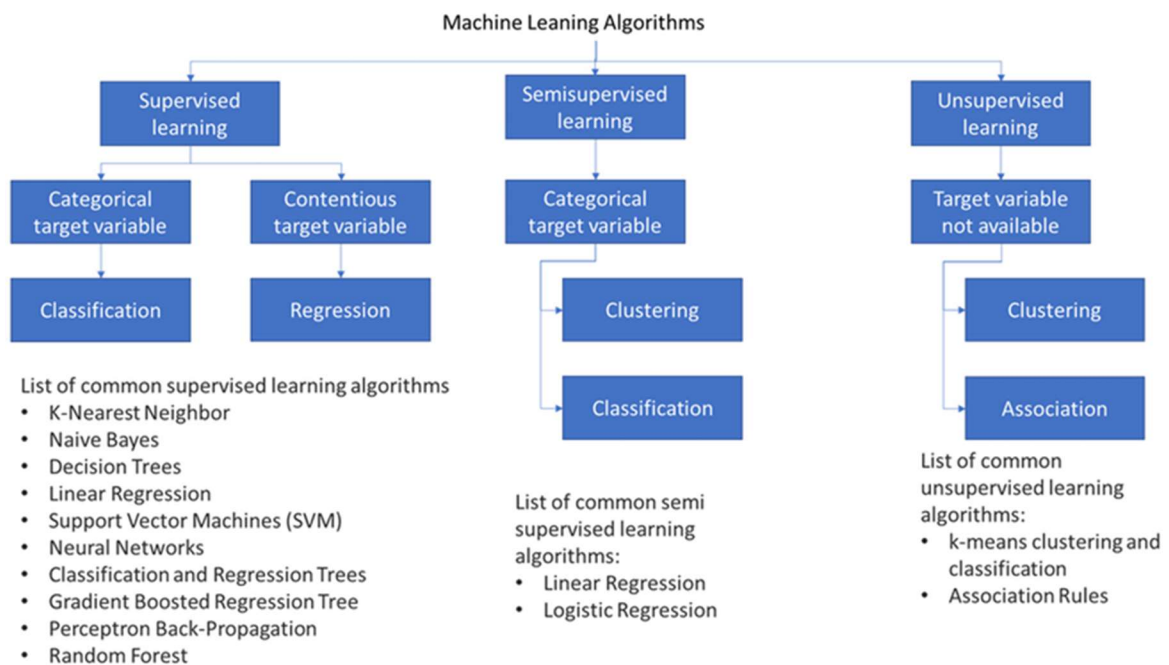 Machine Leaning Algorithms
Supervised
learning
Semisupervised
learning
Unsupervised
learning
Categorical
target variable
Contentious
target variable
Categorical
target variable
Target variable
not available
Classification
Regression
Clustering
Clustering
Classification
Association
List of common supervised learning algorithms
• K-Nearest Neighbor
• Naive Bayes
• Decision Trees
• Linear Regression
• Support Vector Machines (SVM)
• Neural Networks
• Classification and Regression Trees
• Gradient Boosted Regression Tree
• Perceptron Back-Propagation
• Random Forest
List of common semi
supervised learning
algorithms:
• Linear Regression
• Logistic Regression
List of common
unsupervised learning
algorithms:
• k-means clustering and
classification
• Association Rules